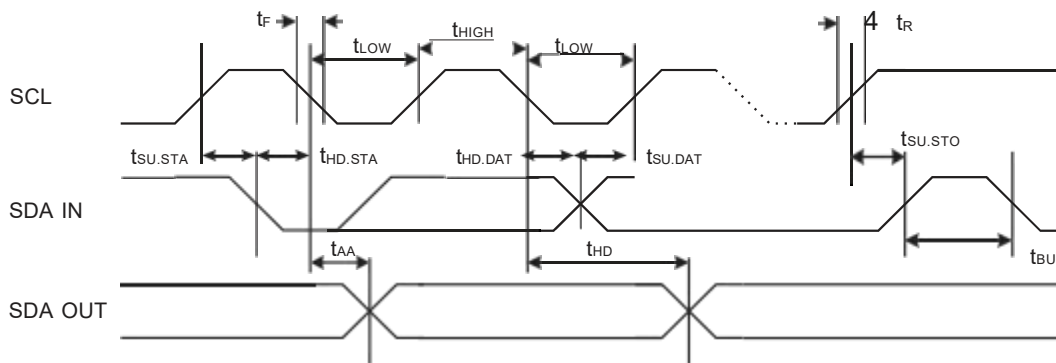 tF tLOW tHIGH tLOW 4 tR
SCL
tSU.STA tHD.STA tHD.DAT tSU.DAT tSU.STO
SDA IN
tAA tHD tBU
SDA OUT